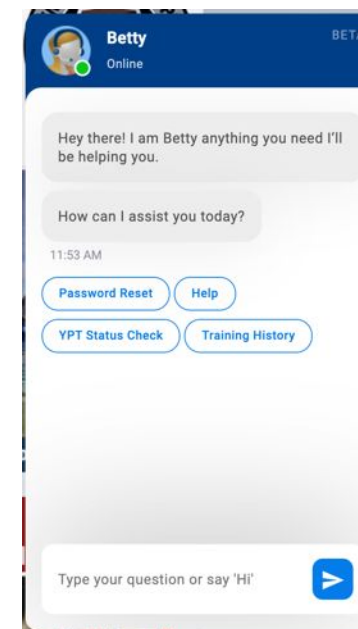 Betty
BETA
Online
Hey there! I am Betty anything you need I'll
be helping you.
How can I assist you today?
11:53 AM
Password Reset
Help
YPT Status Check
Training History
Type your question or say 'Hi'